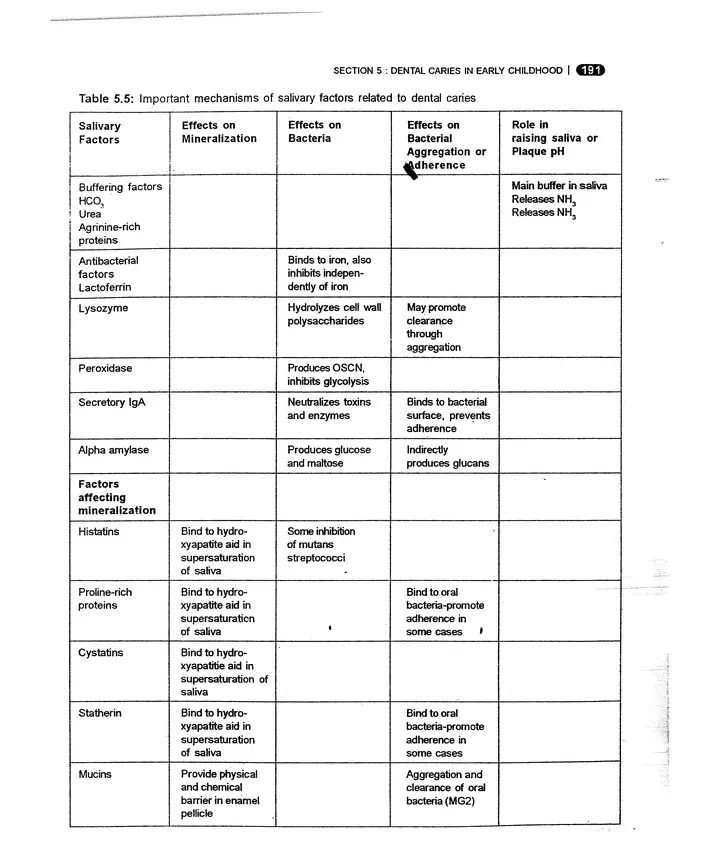 SECTION 5 : DENTAL CARIES IN EARLY CHILDHOOD | 191
Table 5.5: Important mechanisms of salivary factors related to dental caries
Salivary Factors
Effects on Mineralization
Effects on Bacteria
Effects on Bacterial Aggregation or Adherence
Role in raising saliva or Plaque pH
Buffering factors
HCO3
Urea
Agrinine-rich
proteins
Main buffer in saliva
Releases NH3
Releases NH3
Antibacterial
factors
Lactoferrin
Binds to iron, also
inhibits indepen-
dently of iron
Lysozyme
Hydrolyzes cell wall
polysaccharides
May promote
clearance
through
aggregation
Peroxidase
Produces OSCN,
inhibits glycolysis
Secretory IgA
Neutralizes toxins
and enzymes
Binds to bacterial
surface, prevents
adherence
Alpha amylase
Produces glucose
and maltose
Indirectly
produces glucans
Factors
affecting
mineralization
Histatins
Bind to hydro-
xyapatite aid in
supersaturation
of saliva
Some inhibition
of mutans
streptococci
Proline-rich
proteins
Bind to hydro-
xyapatite aid in
supersaturation
of saliva
Bind to oral
bacteria-promote
adherence in
some cases
Cystatins
Bind to hydro-
xyapatitie aid in
supersaturation of
saliva
Statherin
Bind to hydro-
xyapatite aid in
supersaturation
of saliva
Bind to oral
bacteria-promote
adherence in
some cases
Mucins
Provide physical
and chemical
barrier in enamel
pellicle
Aggregation and
clearance of oral
bacteria (MG2)